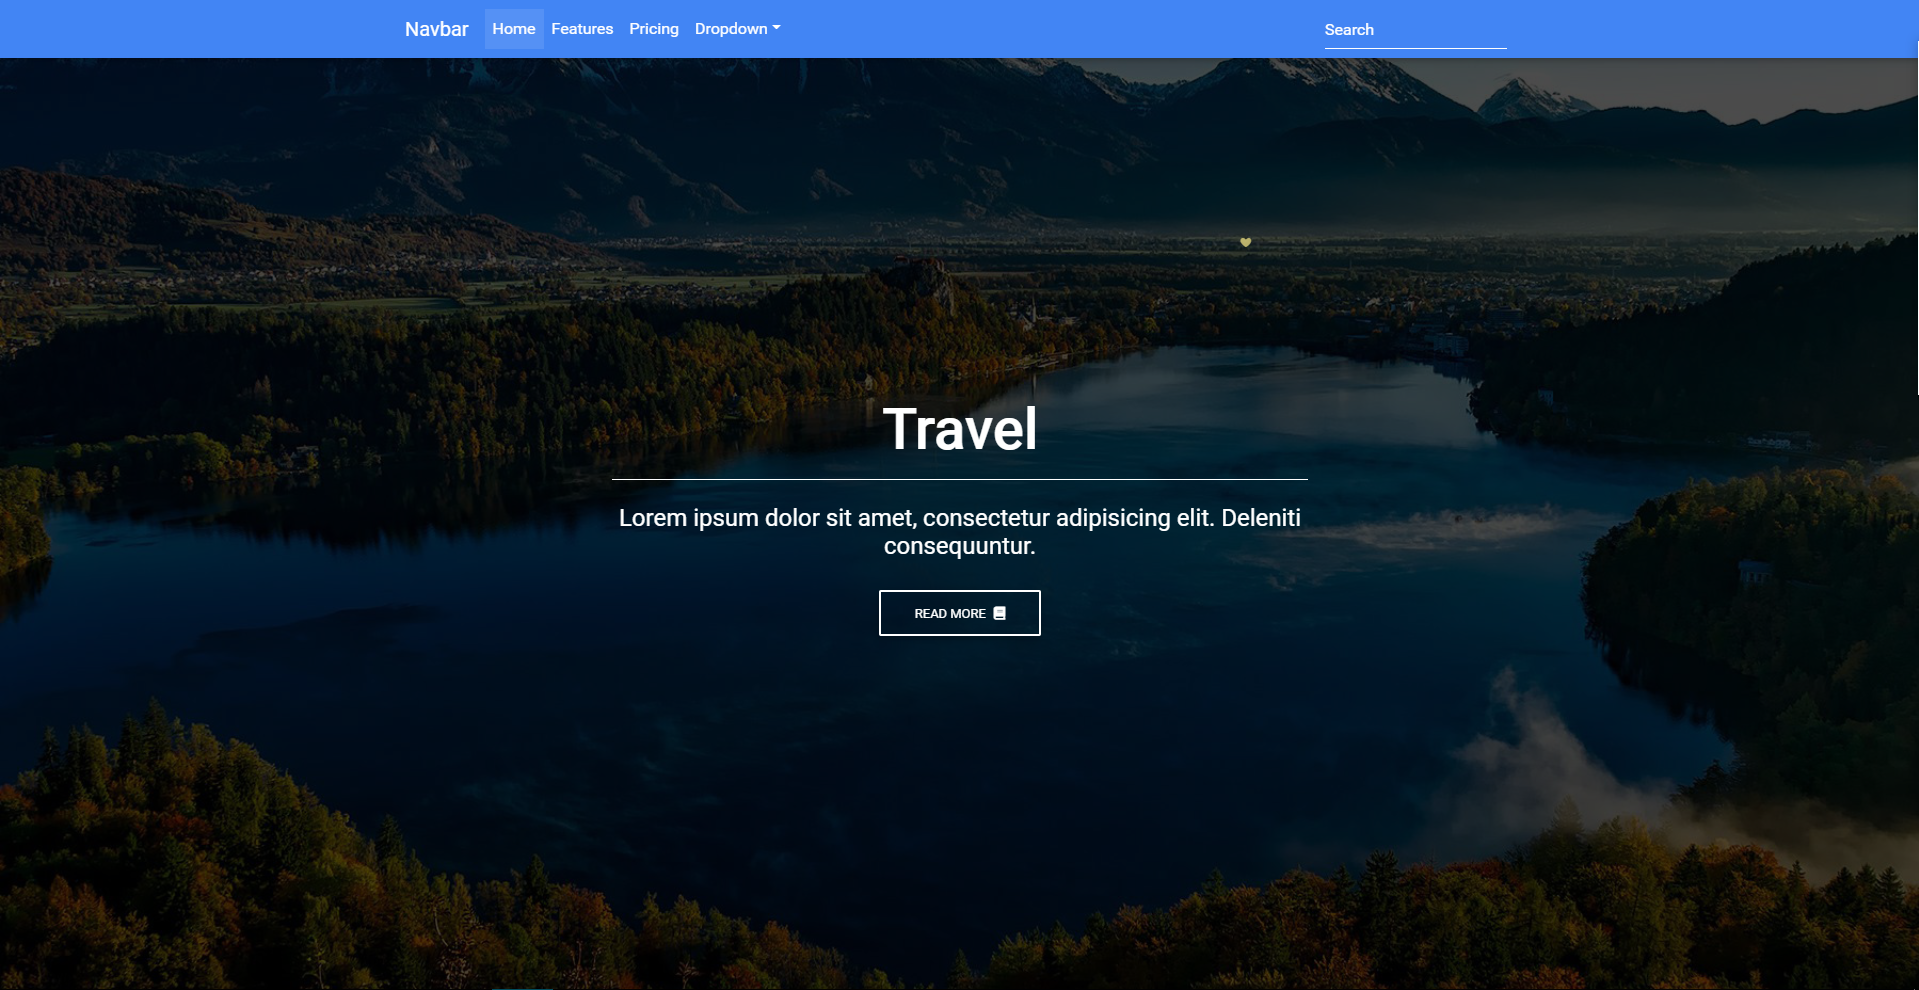 Navbar Home Features Pricing Dropdown Search
Travel
Lorem ipsum dolor sit amet, consectetur adipisicing elit. Deleniti
consequuntur.
READ MORE